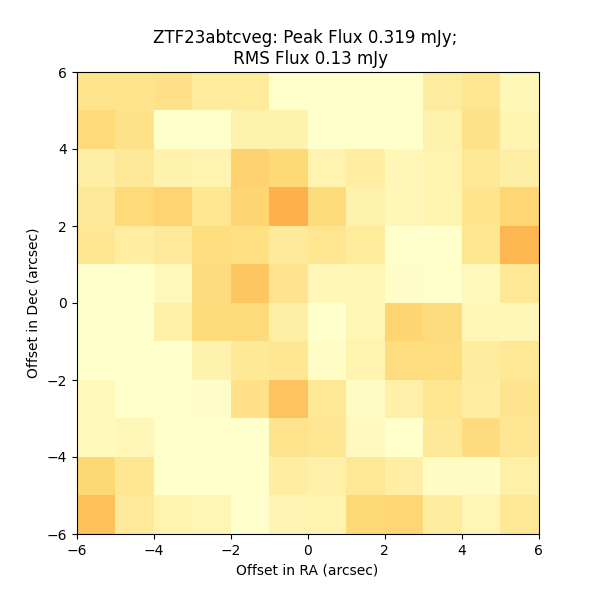 ZTF23abtcveg: Peak Flux 0.319 mJy;
RMS Flux 0.13 mJy
6
4
2
0
−2
−4
−6
Offset in Dec (arcsec)
−6 −4 −2 0 2 4 6
Offset in RA (arcsec)